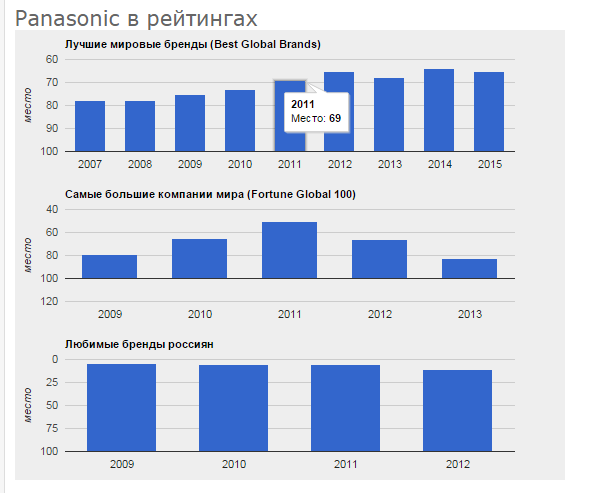 Panasonic в рейтингах
Лучшие мировые бренды (Best Global Brands)
место
60
70
80
90
100
2011
Место: 69
2007 2008 2009 2010 2011 2012 2013 2014 2015
Самые большие компании мира (Fortune Global 100)
место
40
60
80
100
120
2009 2010 2011 2012 2013
Любимые бренды россиян
место
0
25
50
75
100
2009 2010 2011 2012